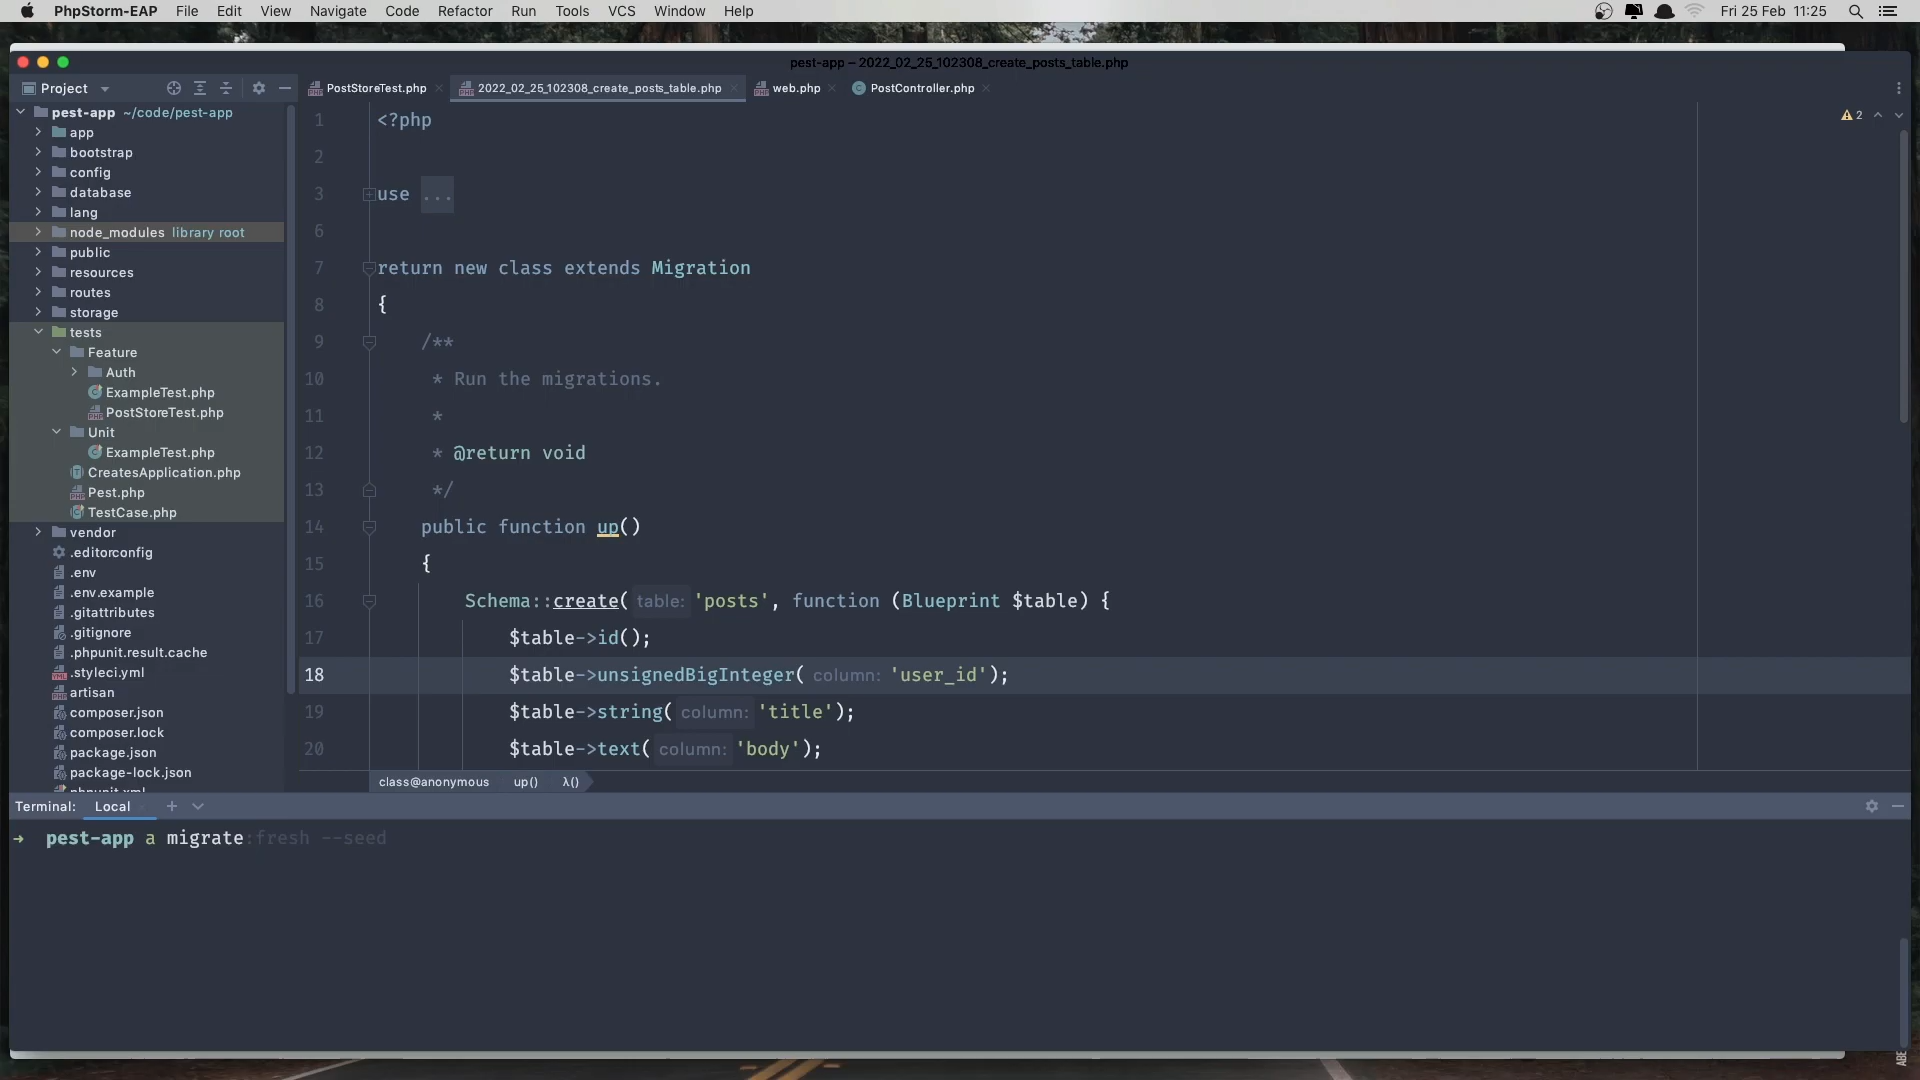 PhpStorm-EAP File Edit View Navigate Code Refactor Run Tools VCS Window Help Fri 25 Feb 11:25
pest-app – 2022_02_25_102308_create_posts_table.php
Project PostStoreTest.php 2022_02_25_102308_create_posts_table.php web.php PostController.php
pest-app ~/code/pest-app
app
bootstrap
config
database
lang
node_modules library root
public
resources
routes
storage
tests
Feature
Auth
ExampleTest.php
PostStoreTest.php
Unit
ExampleTest.php
CreatesApplication.php
Pest.php
TestCase.php
vendor
.editorconfig
.env
.env.example
.gitattributes
.gitignore
.phpunit.result.cache
.styleci.yml
artisan
composer.json
composer.lock
package.json
package-lock.json
phpunit.xml
2
1 <?php
2
3 use ...
6
7 return new class extends Migration
8 {
9 /**
10 * Run the migrations.
11 *
12 * @return void
13 */
14 public function up()
15 {
16 Schema::create( table: 'posts', function (Blueprint $table) {
17 $table->id();
18 $table->unsignedBigInteger( column: 'user_id');
19 $table->string( column: 'title');
20 $table->text( column: 'body');
class@anonymous up() λ()
Terminal: Local
→ pest-app a migrate:fresh --seed